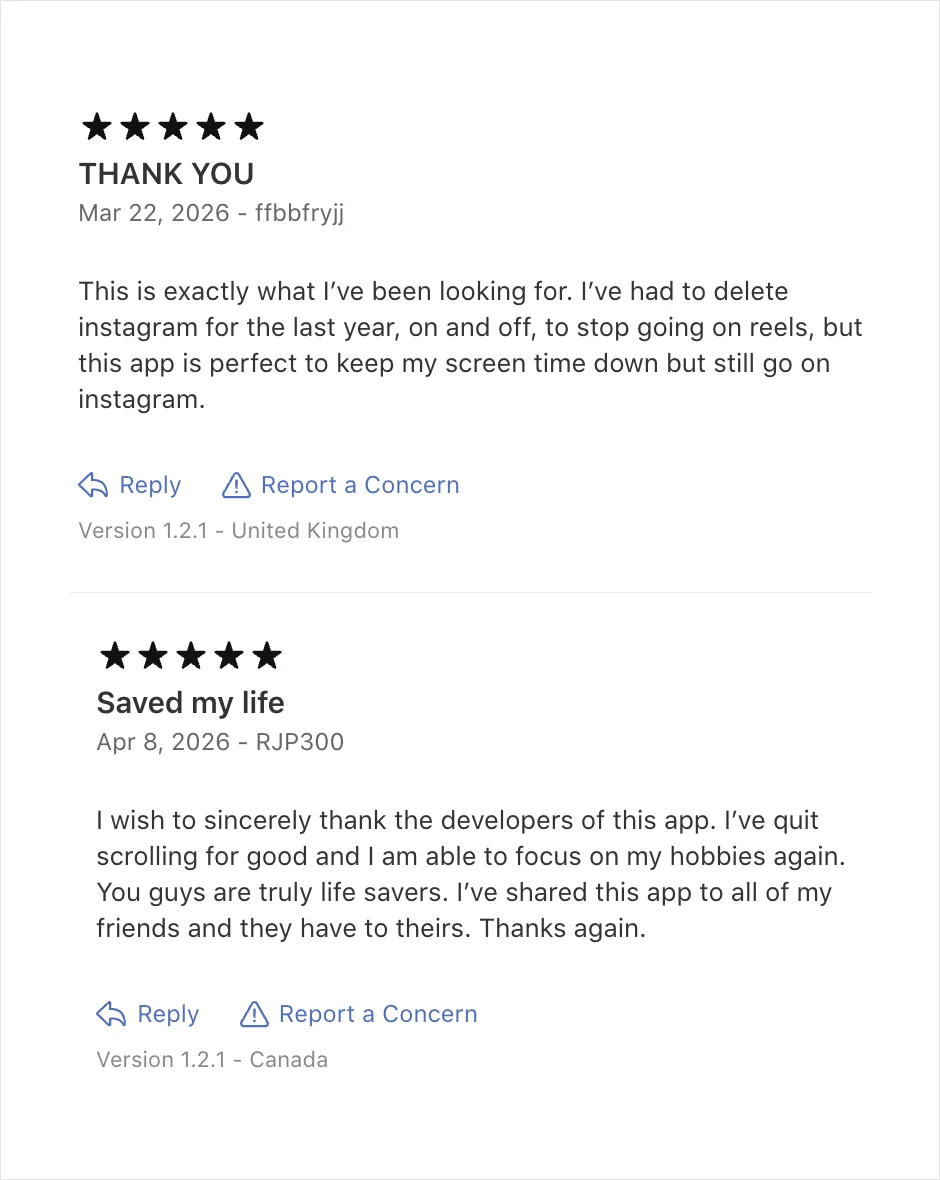 THANK YOU
Mar 22, 2026 - ffbbfryjj
This is exactly what I’ve been looking for. I’ve had to delete
instagram for the last year, on and off, to stop going on reels, but
this app is perfect to keep my screen time down but still go on
instagram.
Reply Report a Concern
Version 1.2.1 - United Kingdom
Saved my life
Apr 8, 2026 - RJP300
I wish to sincerely thank the developers of this app. I’ve quit
scrolling for good and I am able to focus on my hobbies again.
You guys are truly life savers. I’ve shared this app to all of my
friends and they have to theirs. Thanks again.
Reply Report a Concern
Version 1.2.1 - Canada